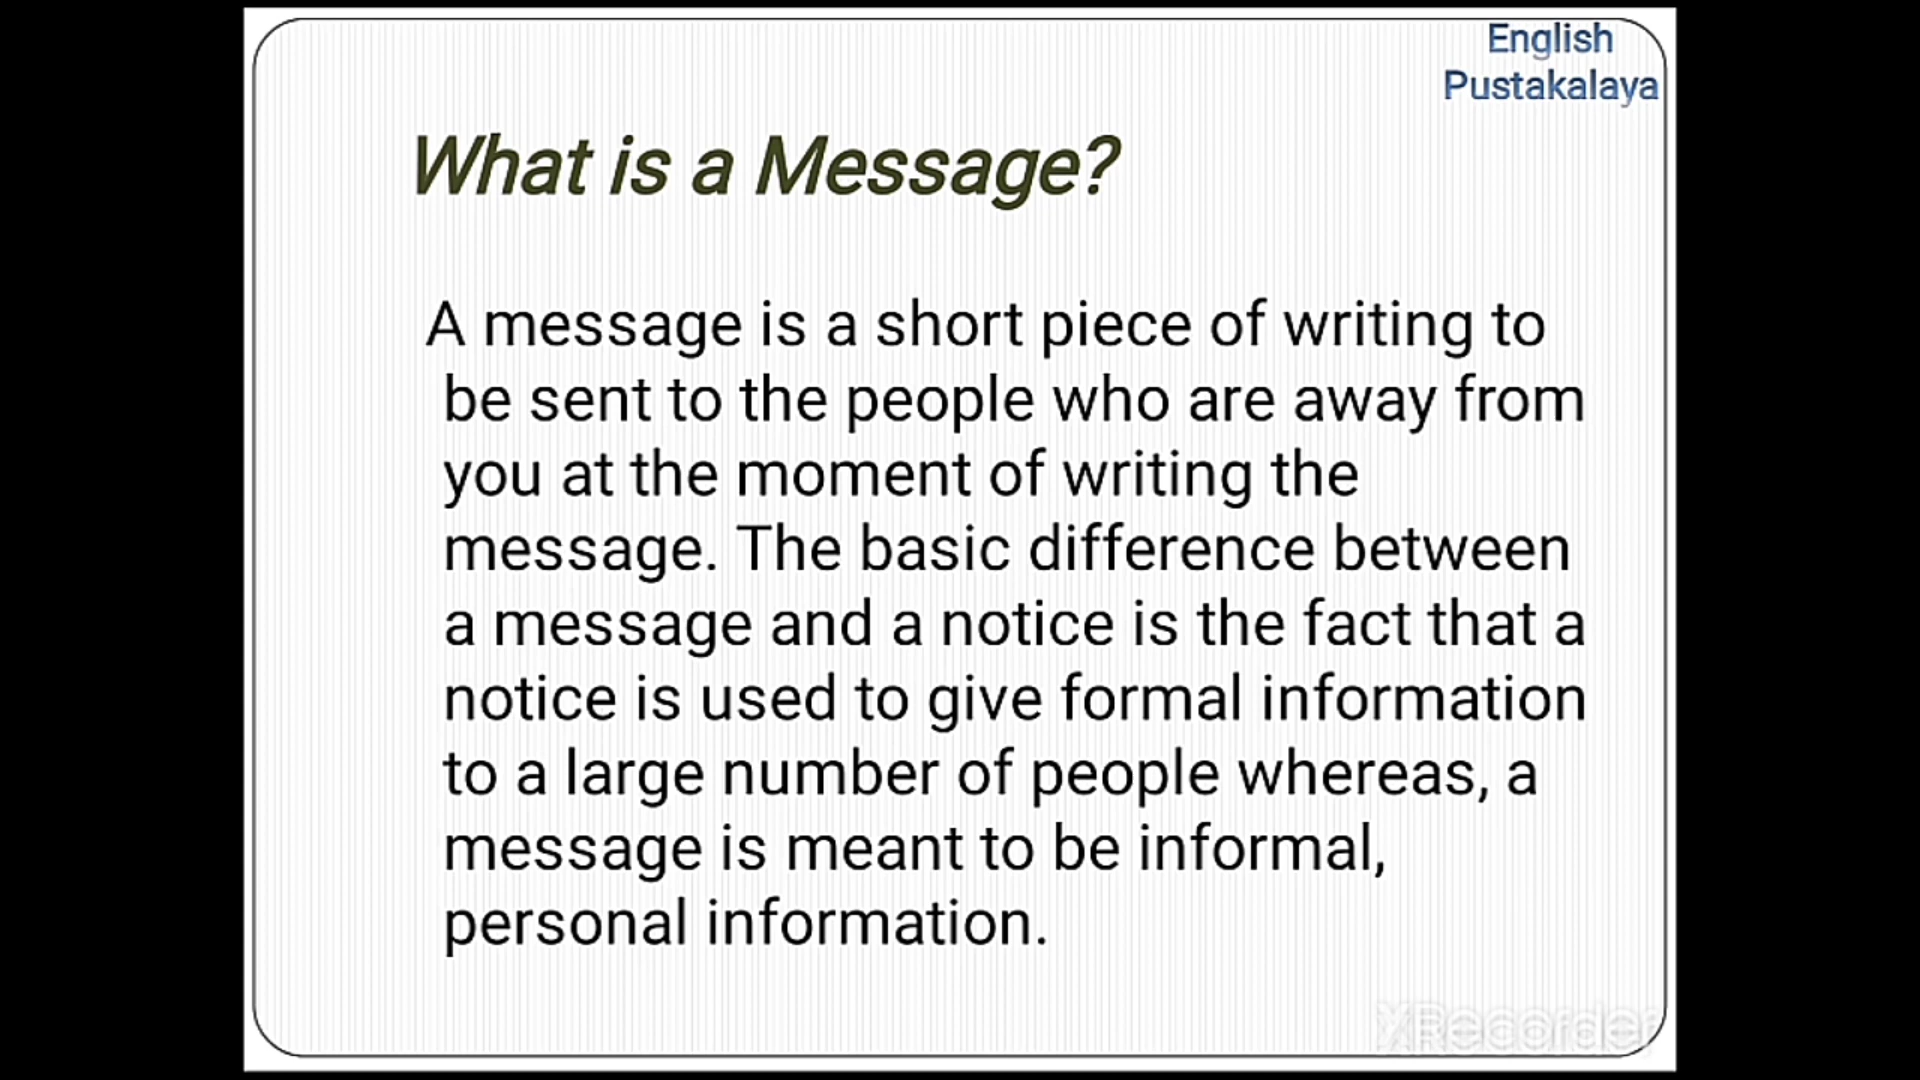 English
Pustakalaya
What is a Message?
A message is a short piece of writing to
be sent to the people who are away from
you at the moment of writing the
message. The basic difference between
a message and a notice is the fact that a
notice is used to give formal information
to a large number of people whereas, a
message is meant to be informal,
personal information.
XRecorder